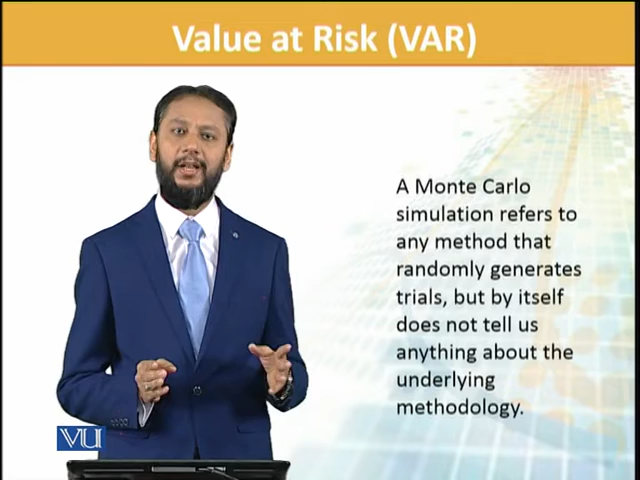 Value at Risk (VAR)
A Monte Carlo
simulation refers to
any method that
randomly generates
trials, but by itself
does not tell us
anything about the
underlying
methodology.
VU